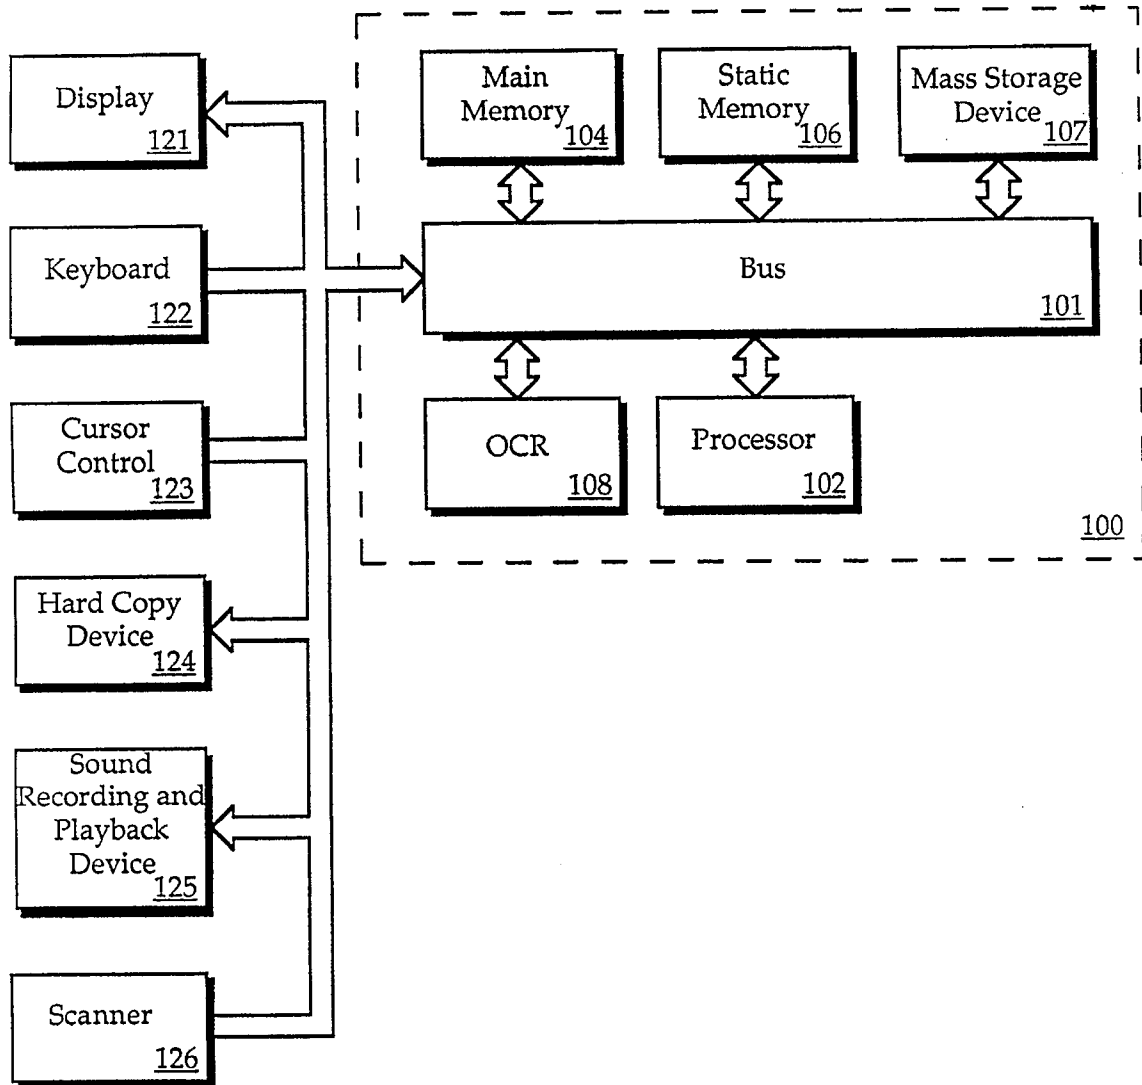 Display
121
Keyboard
122
Cursor
Control
123
Hard Copy
Device
124
Sound
Recording and
Playback
Device
125
Scanner
126
Main
Memory
104
Static
Memory
106
Mass Storage
Device
107
Bus
101
OCR
108
Processor
102
100